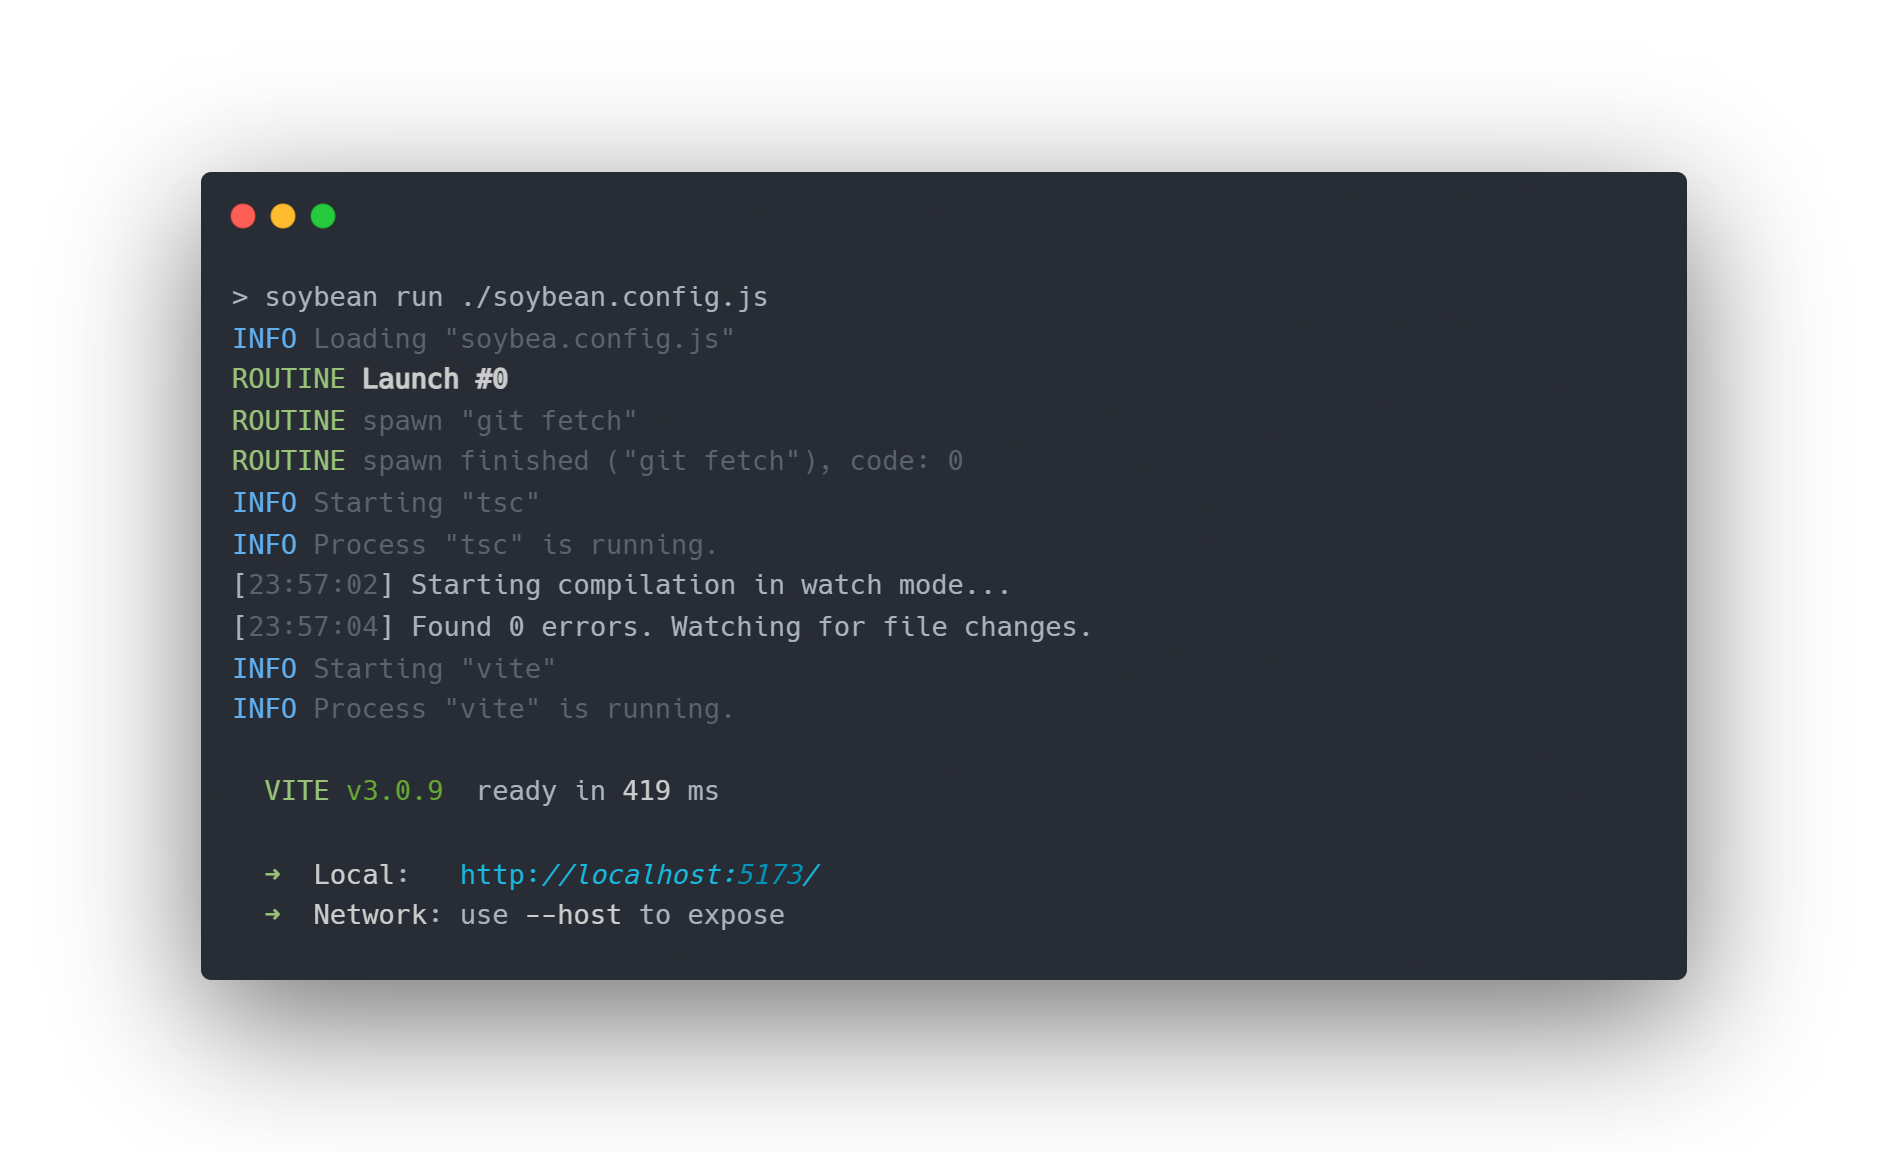 > soybean run ./soybean.config.js
INFO Loading "soybea.config.js"
ROUTINE Launch #0
ROUTINE spawn "git fetch"
ROUTINE spawn finished ("git fetch"), code: 0
INFO Starting "tsc"
INFO Process "tsc" is running.
[23:57:02] Starting compilation in watch mode...
[23:57:04] Found 0 errors. Watching for file changes.
INFO Starting "vite"
INFO Process "vite" is running.
VITE v3.0.9  ready in 419 ms
➜  Local:   http://localhost:5173/
➜  Network: use --host to expose